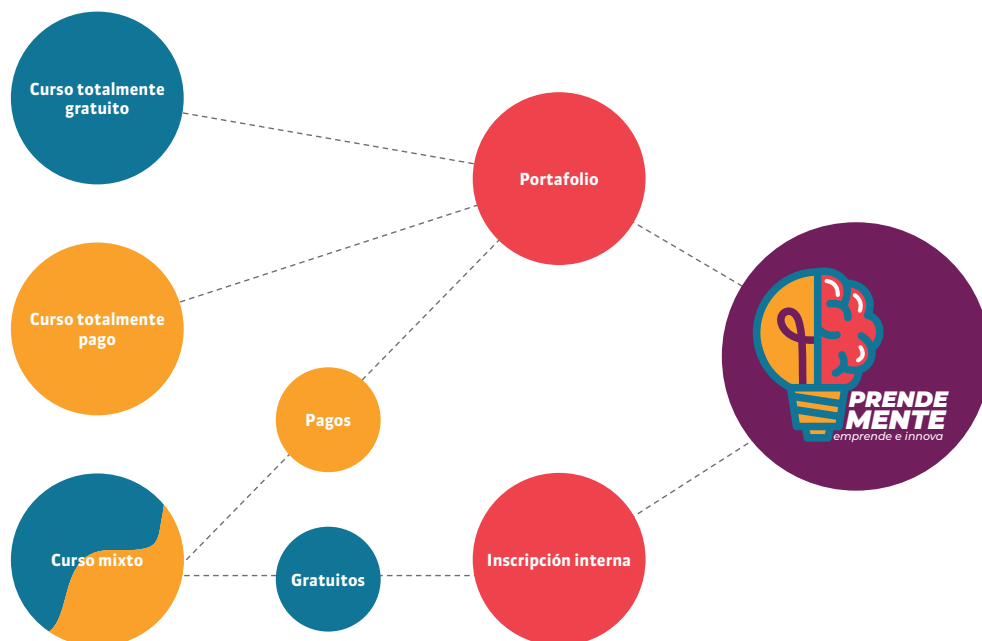 Curso totalmente
gratuito
Portafolio
Curso totalmente
pago
Pagos
PRENDE
MENTE
emprende e innova
Curso mixto
Gratuitos
Inscripción interna